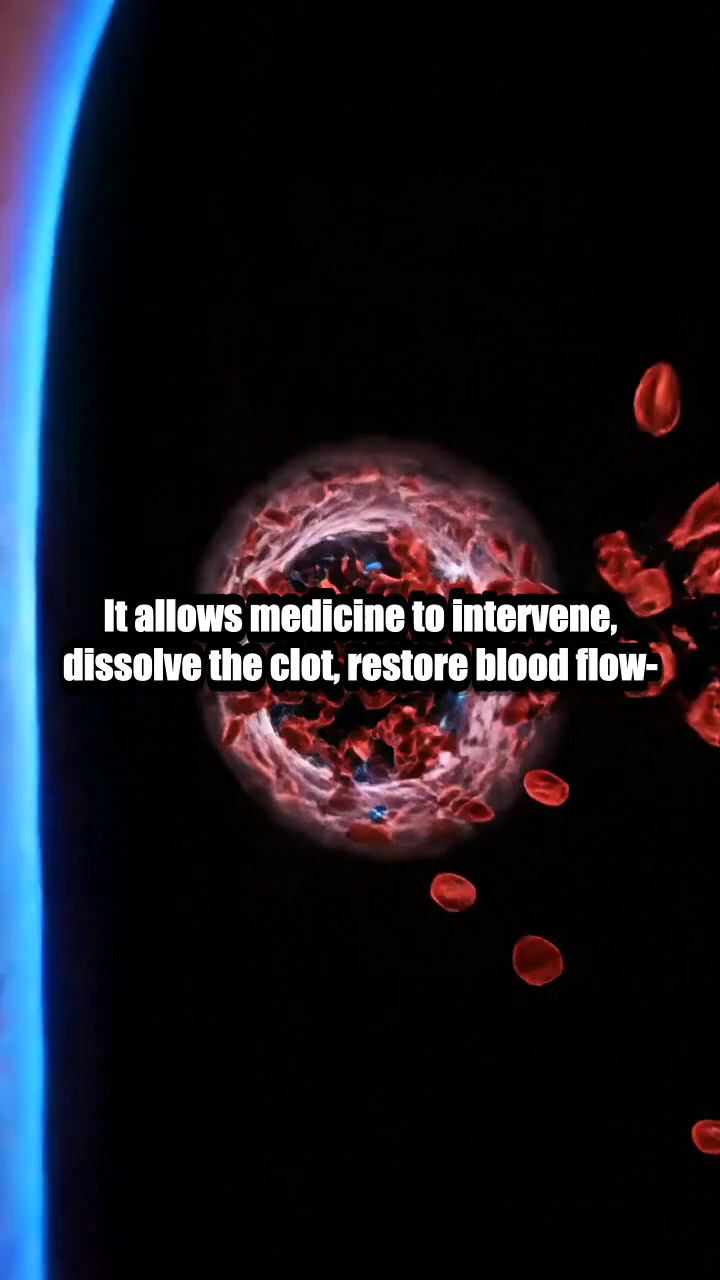 It allows medicine to intervene,
dissolve the clot, restore blood flow-